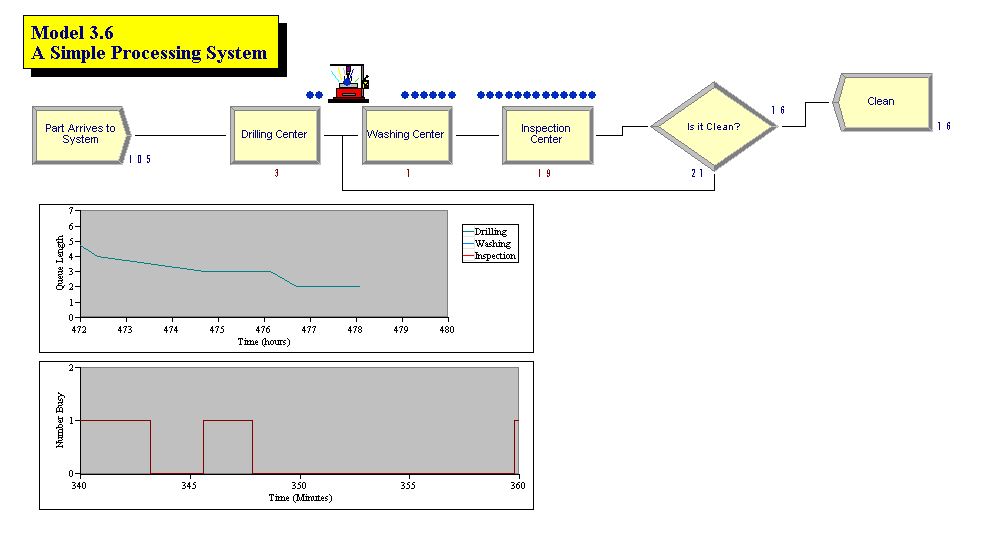 Model 3.6
A Simple Processing System
Part Arrives to
System
105
Drilling Center
3
Washing Center
1
Inspection
Center
19
Is it Clean?
16
21
Clean
16
7
6
5
4
3
2
1
0
Queue Length
472 473 474 475 476 477 478 479 480
Time (hours)
Drilling
Washing
Inspection
2
1
0
Number Busy
340 345 350 355 360
Time (Minutes)